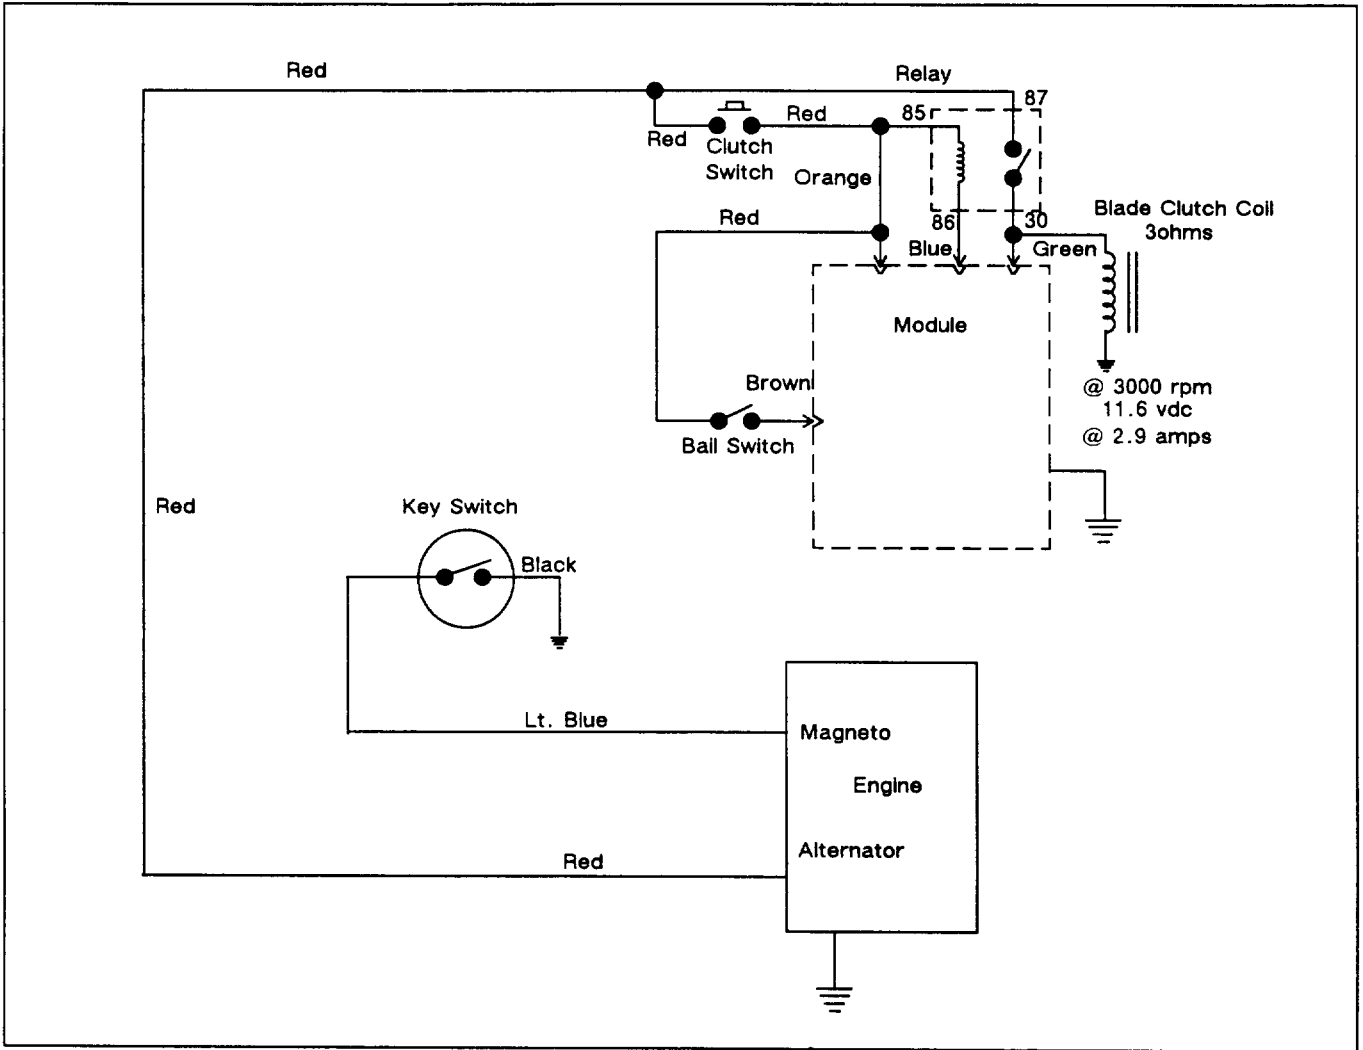 Red
Relay
87
Red
85
Red
Clutch
Switch
Orange
Red
86
30
Blade Clutch Coil
3ohms
Blue
Green
Module
Brown
@ 3000 rpm
11.6 vdc
@ 2.9 amps
Bail Switch
Red
Key Switch
Black
Lt. Blue
Magneto
Engine
Alternator
Red